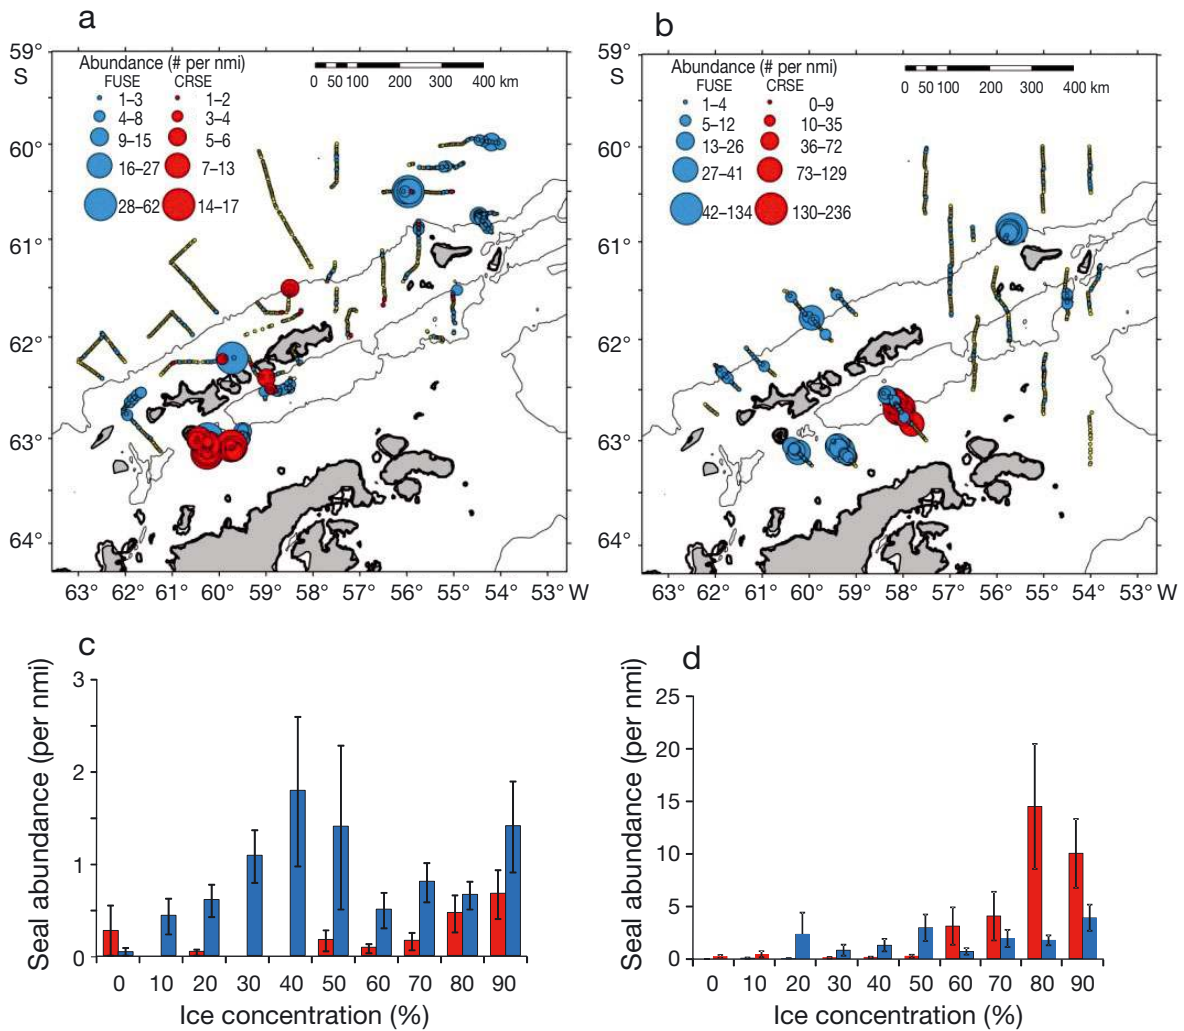 a
59°
S
60°
61°
62°
63°
64°
Abundance (# per nmi)
FUSE CRSE
1–3 1–2
4–8 3–4
9–15 5–6
16–27 7–13
28–62 14–17
0 50 100 200 300 400 km
63° 62° 61° 60° 59° 58° 57° 56° 55° 54° 53° W
b
59°
S
60°
61°
62°
63°
64°
Abundance (# per nmi)
FUSE CRSE
1–4 0–9
5–12 10–35
13–26 36–72
27–41 73–129
42–134 130–236
0 50 100 200 300 400 km
63° 62° 61° 60° 59° 58° 57° 56° 55° 54° 53° W
c
Seal abundance (per nmi)
3
2
1
0
0 10 20 30 40 50 60 70 80 90
Ice concentration (%)
d
Seal abundance (per nmi)
25
20
15
10
5
0
0 10 20 30 40 50 60 70 80 90
Ice concentration (%)